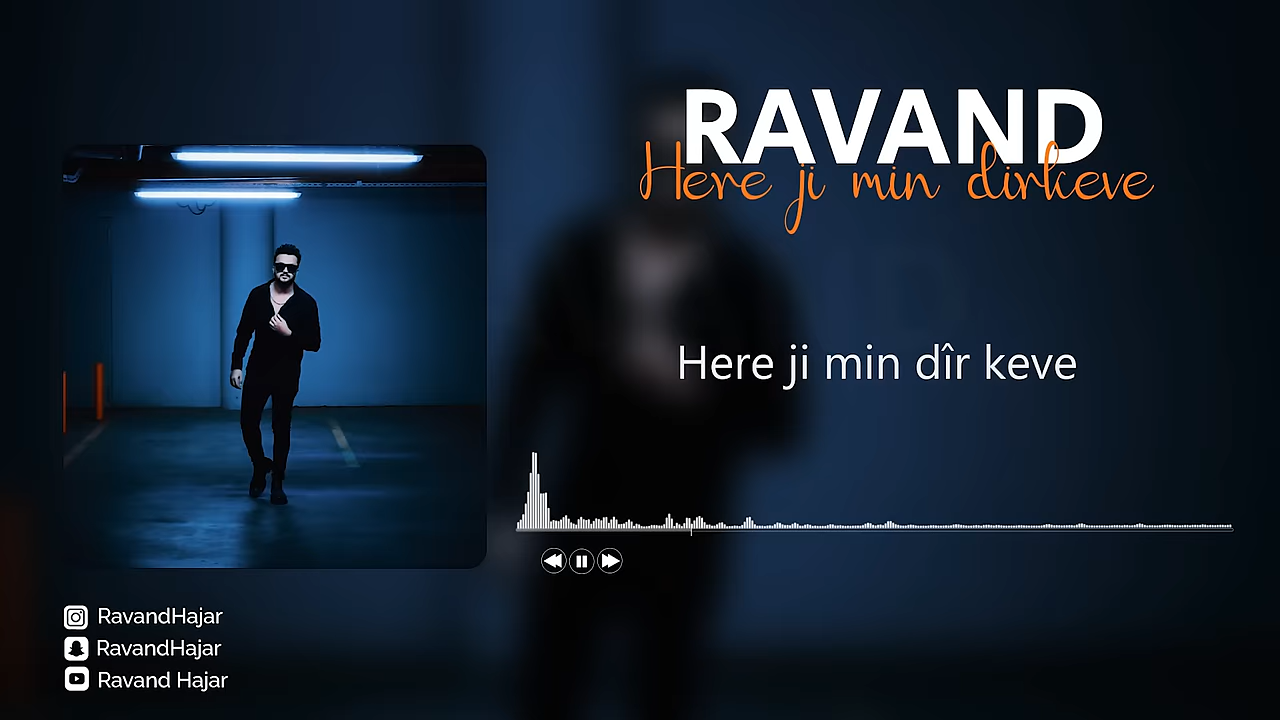 RAVAND
Here ji min dirkeve
Here ji min dîr keve
RavandHajar
RavandHajar
Ravand Hajar